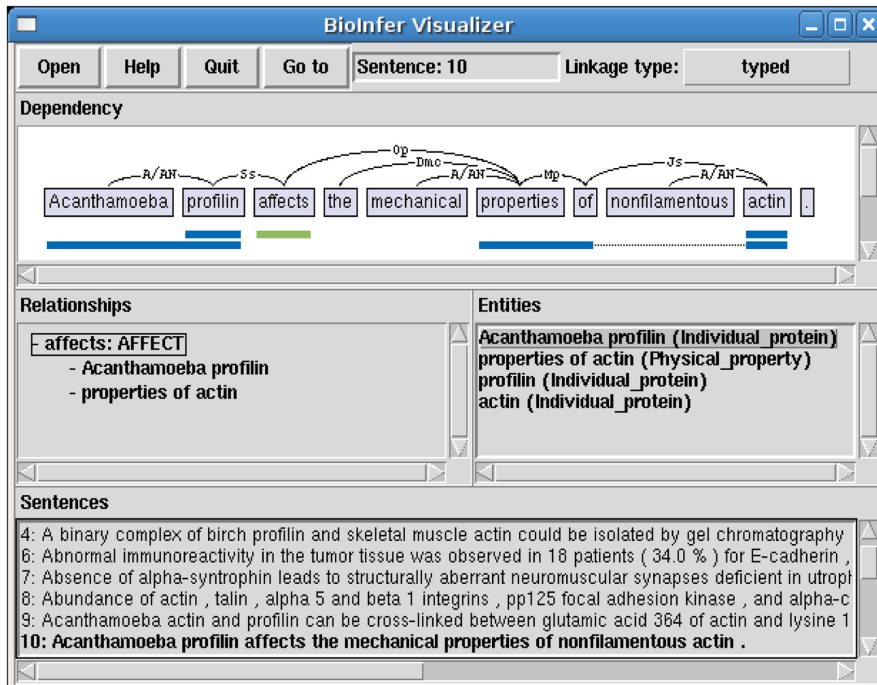 BioInfer Visualizer
Open Help Quit Go to Sentence: 10 Linkage type: typed
Dependency
Op
Dmc Js
A/AN Ss A/AN Mp A/AN
Acanthamoeba profilin affects the mechanical properties of nonfilamentous actin .
Relationships
- affects: AFFECT
- Acanthamoeba profilin
- properties of actin
Entities
Acanthamoeba profilin (Individual_protein)
properties of actin (Physical_property)
profilin (Individual_protein)
actin (Individual_protein)
Sentences
4: A binary complex of birch profilin and skeletal muscle actin could be isolated by gel chromatography
6: Abnormal immunoreactivity in the tumor tissue was observed in 18 patients ( 34.0 % ) for E-cadherin ,
7: Absence of alpha-syntrophin leads to structurally aberrant neuromuscular synapses deficient in utroph
8: Abundance of actin , talin , alpha 5 and beta 1 integrins , pp125 focal adhesion kinase , and alpha-c
9: Acanthamoeba actin and profilin can be cross-linked between glutamic acid 364 of actin and lysine 1
10: Acanthamoeba profilin affects the mechanical properties of nonfilamentous actin .